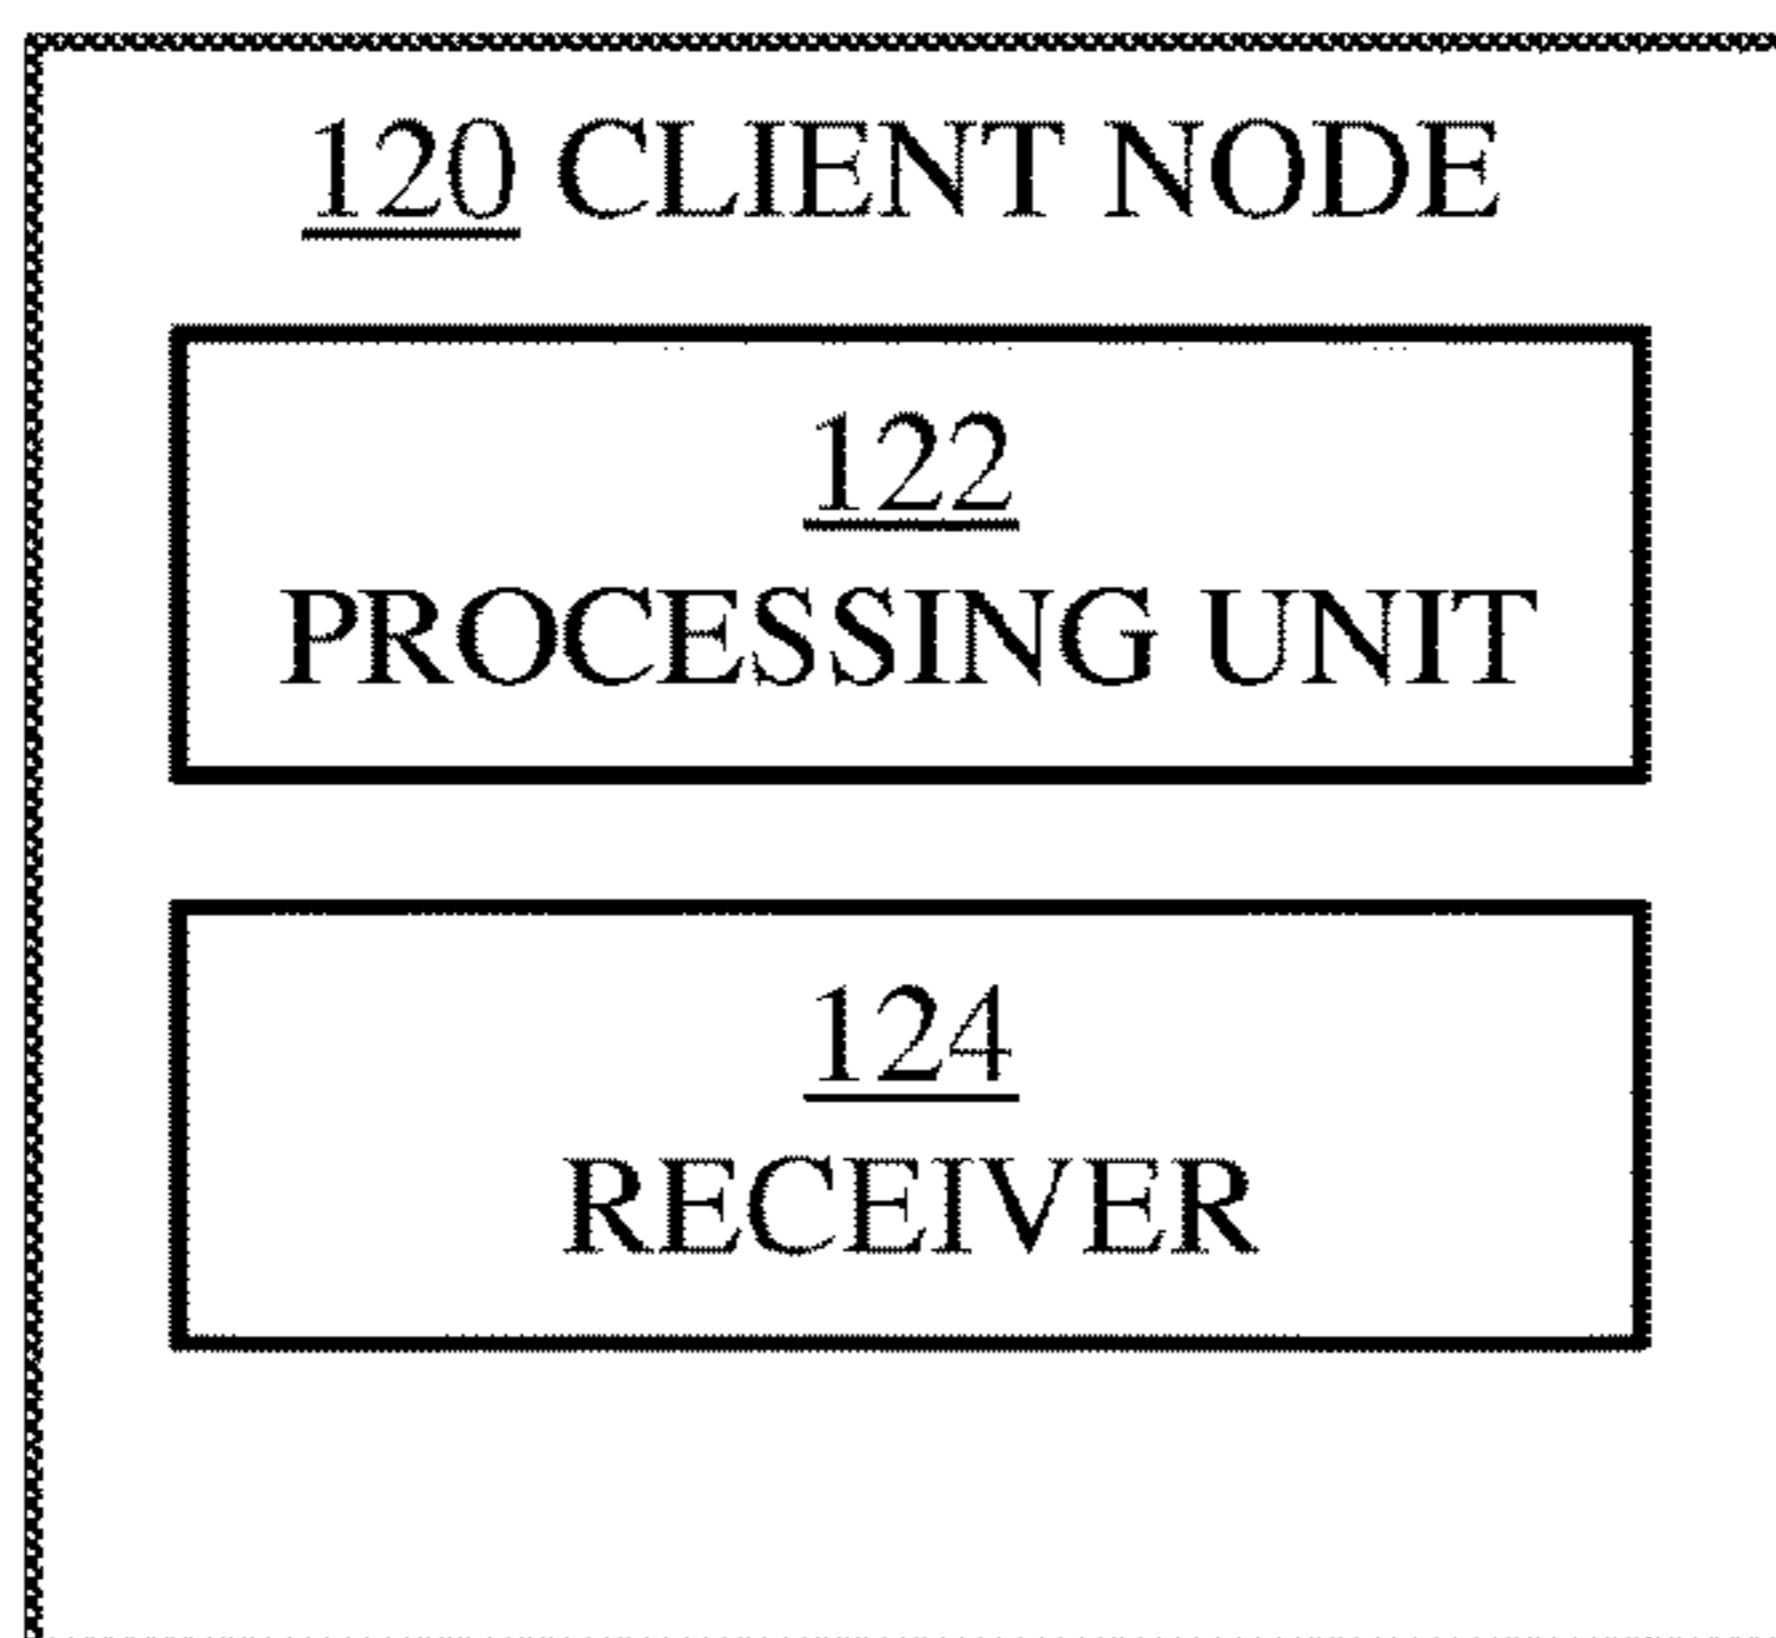 120 CLIENT NODE
122
PROCESSING UNIT
124
RECEIVER